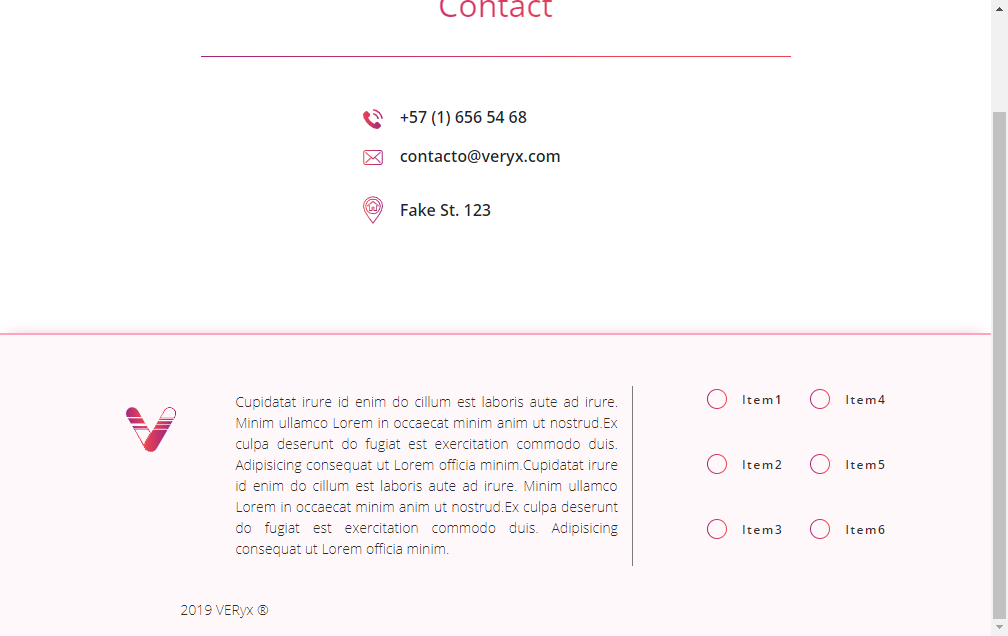 Contact
+57 (1) 656 54 68
contacto@veryx.com
Fake St. 123
Cupidatat irure id enim do cillum est laboris aute ad irure.
Minim ullamco Lorem in occaecat minim anim ut nostrud.Ex
culpa deserunt do fugiat est exercitation commodo duis.
Adipisicing consequat ut Lorem officia minim.Cupidatat irure
id enim do cillum est laboris aute ad irure. Minim ullamco
Lorem in occaecat minim anim ut nostrud.Ex culpa deserunt
do fugiat est exercitation commodo duis. Adipisicing
consequat ut Lorem officia minim.
Item1
Item4
Item2
Item5
Item3
Item6
2019 VERyx ®